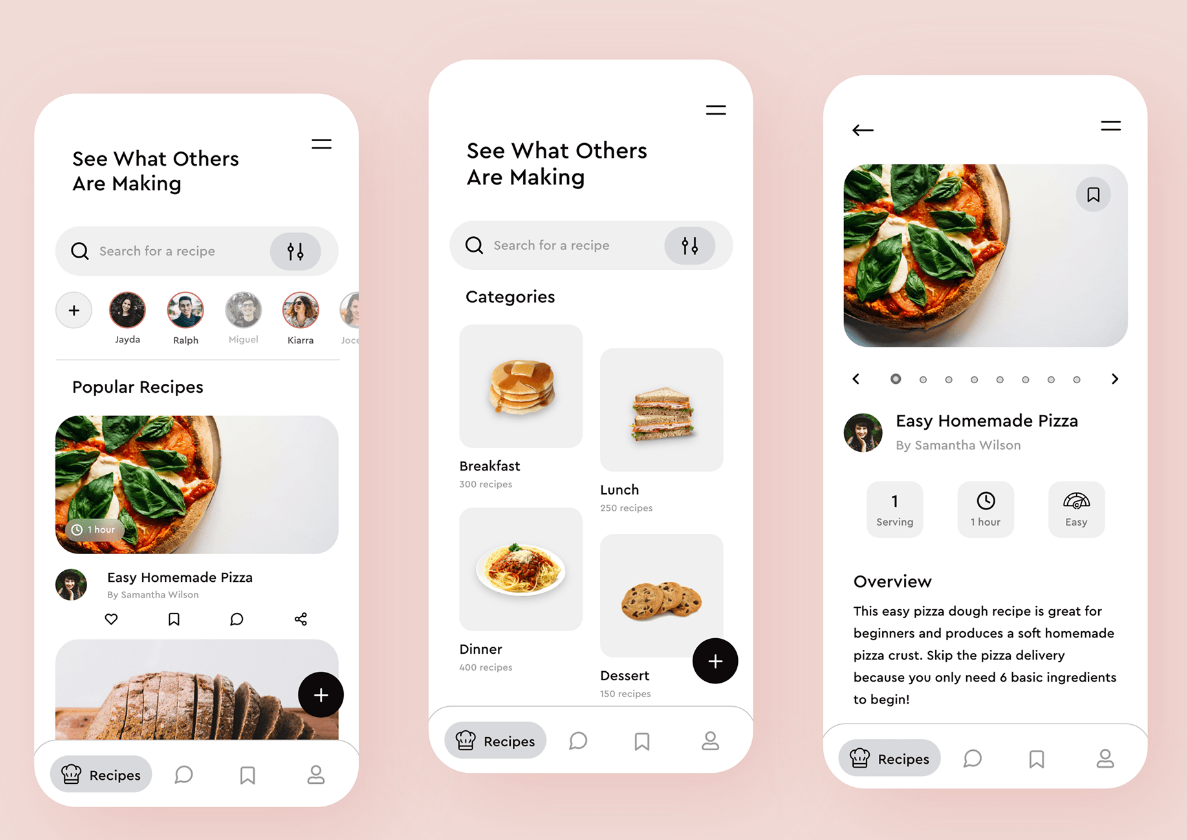 See What Others
Are Making
Search for a recipe
Jayda
Ralph
Miguel
Kiarra
Joce
Popular Recipes
1 hour
Easy Homemade Pizza
By Samantha Wilson
Recipes
See What Others
Are Making
Search for a recipe
Categories
Breakfast
300 recipes
Lunch
250 recipes
Dinner
400 recipes
Dessert
150 recipes
Recipes
Easy Homemade Pizza
By Samantha Wilson
1
Serving
1 hour
Easy
Overview
This easy pizza dough recipe is great for
beginners and produces a soft homemade
pizza crust. Skip the pizza delivery
because you only need 6 basic ingredients
to begin!
Recipes